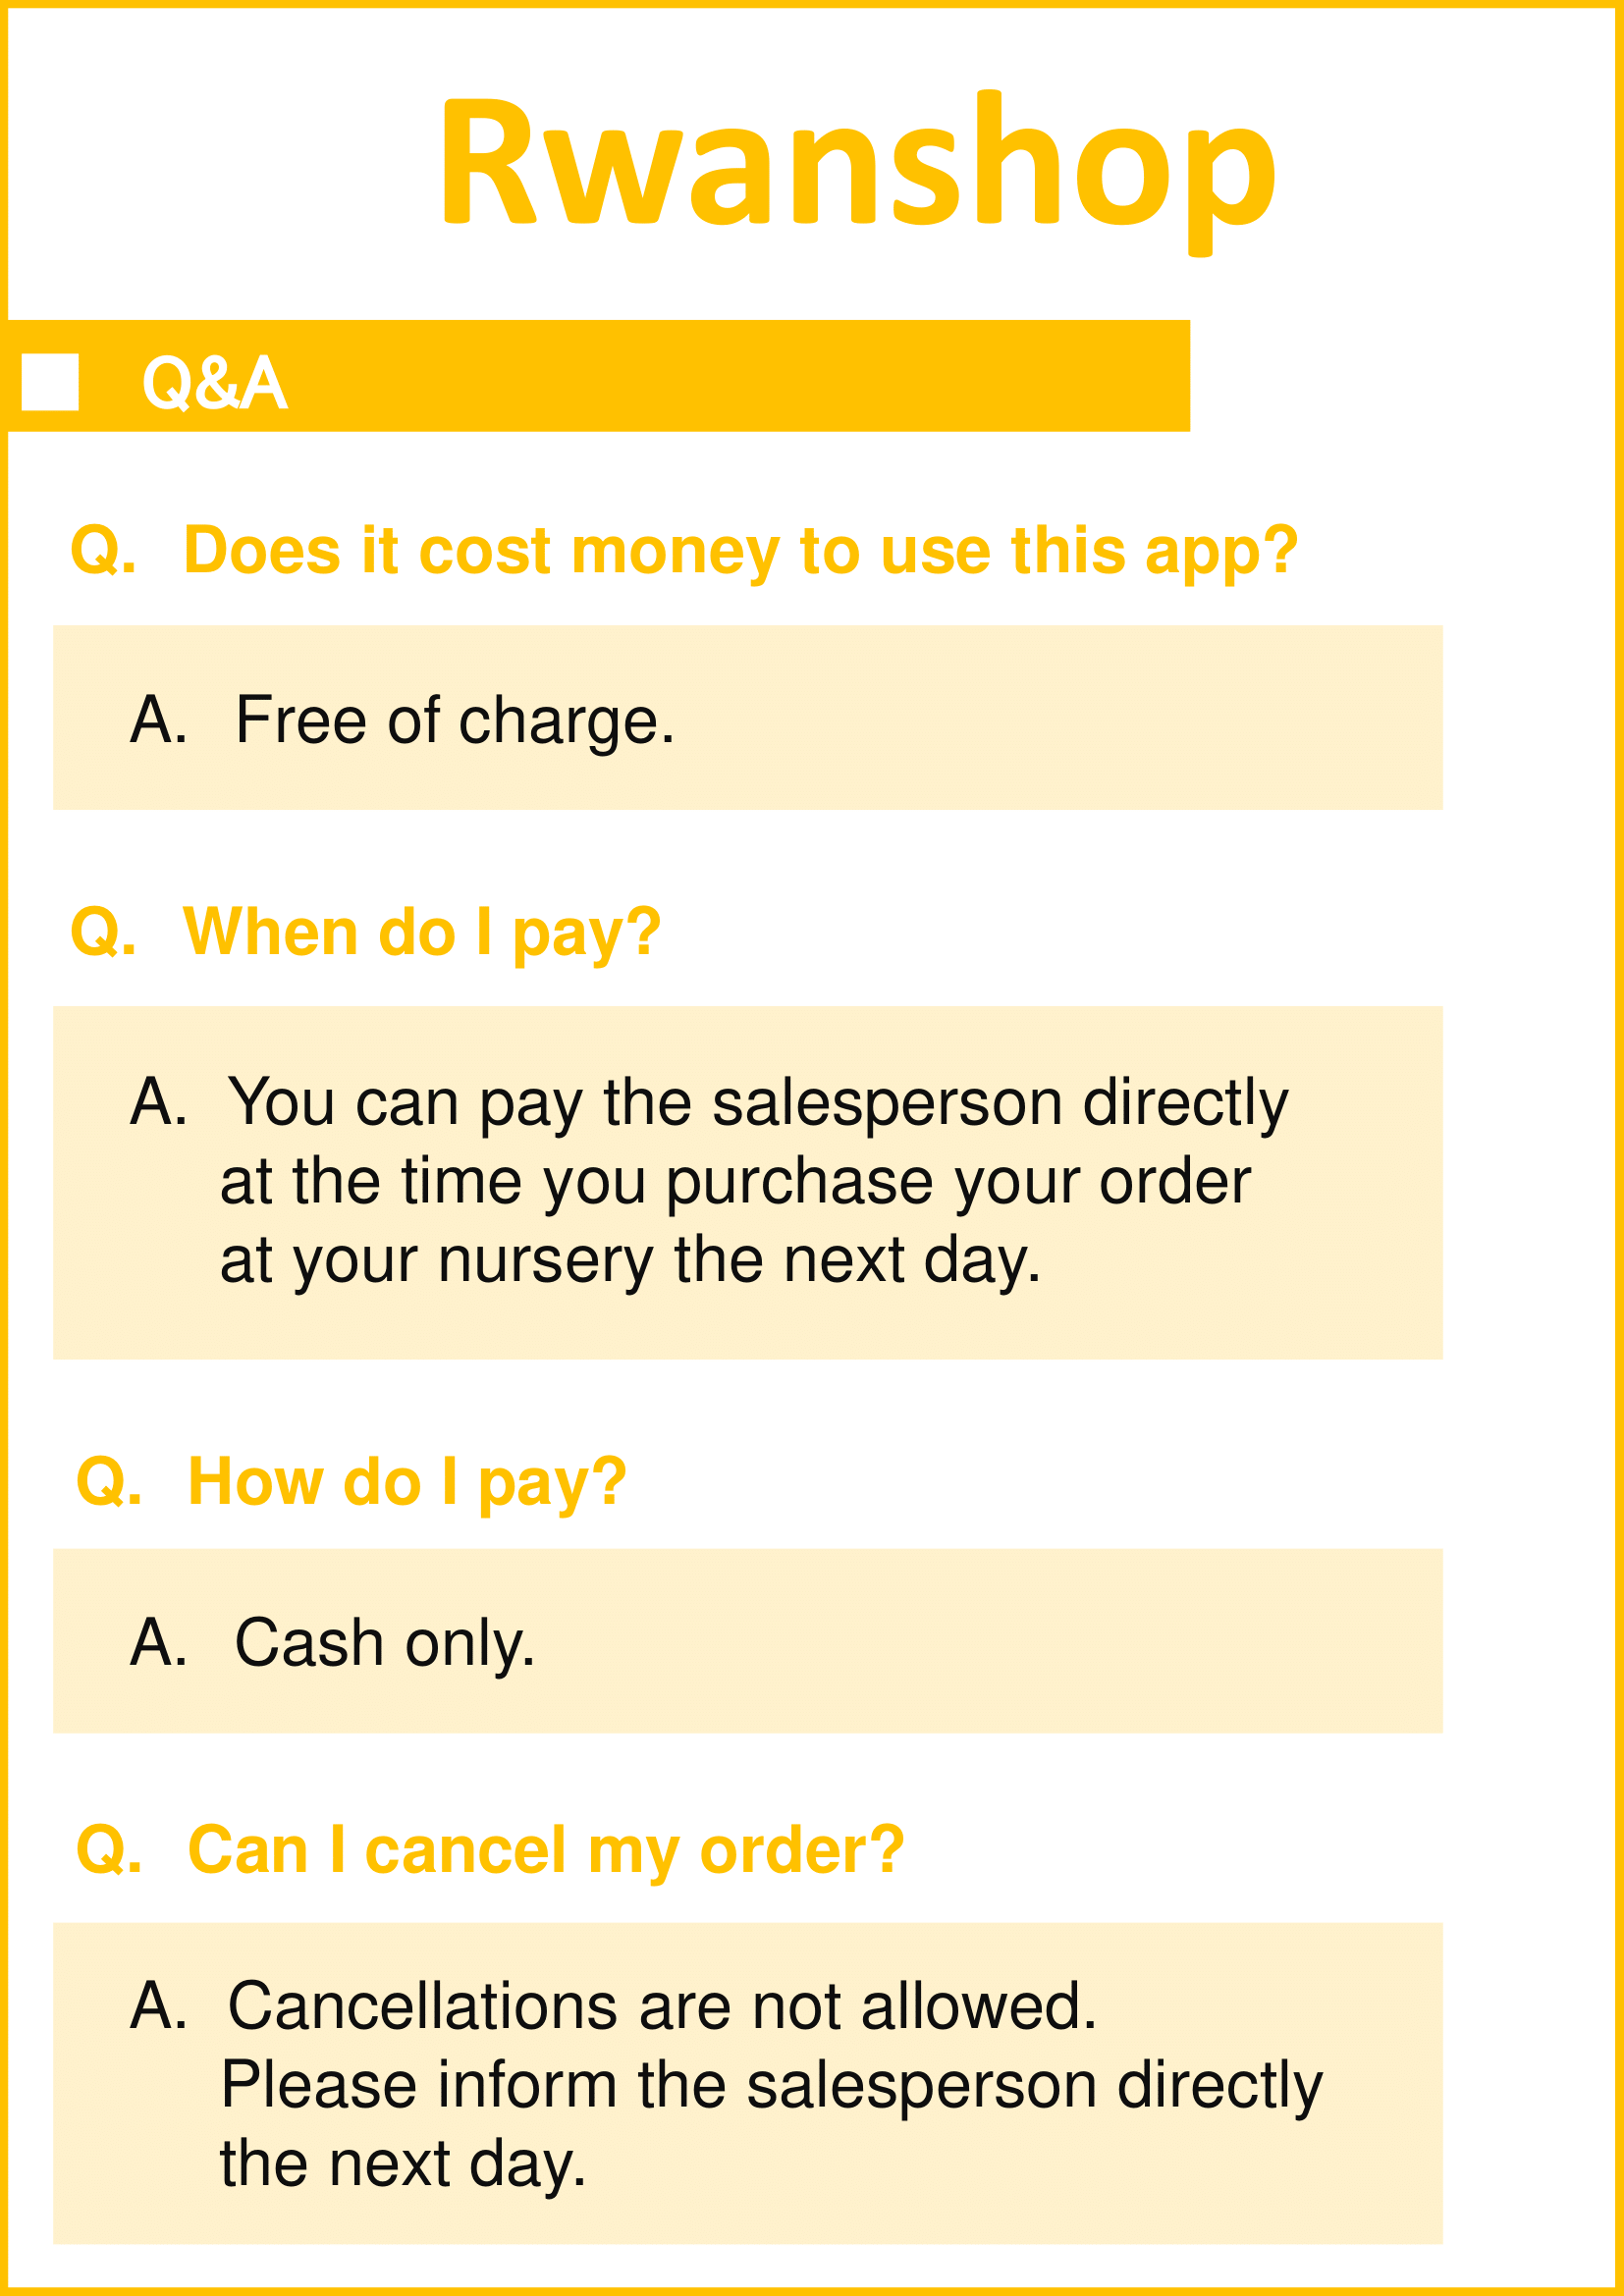 Rwanshop
Q&A
Q. Does it cost money to use this app?
A. Free of charge.
Q. When do I pay?
A. You can pay the salesperson directly
at the time you purchase your order
at your nursery the next day.
Q. How do I pay?
A. Cash only.
Q. Can I cancel my order?
A. Cancellations are not allowed.
Please inform the salesperson directly
the next day.